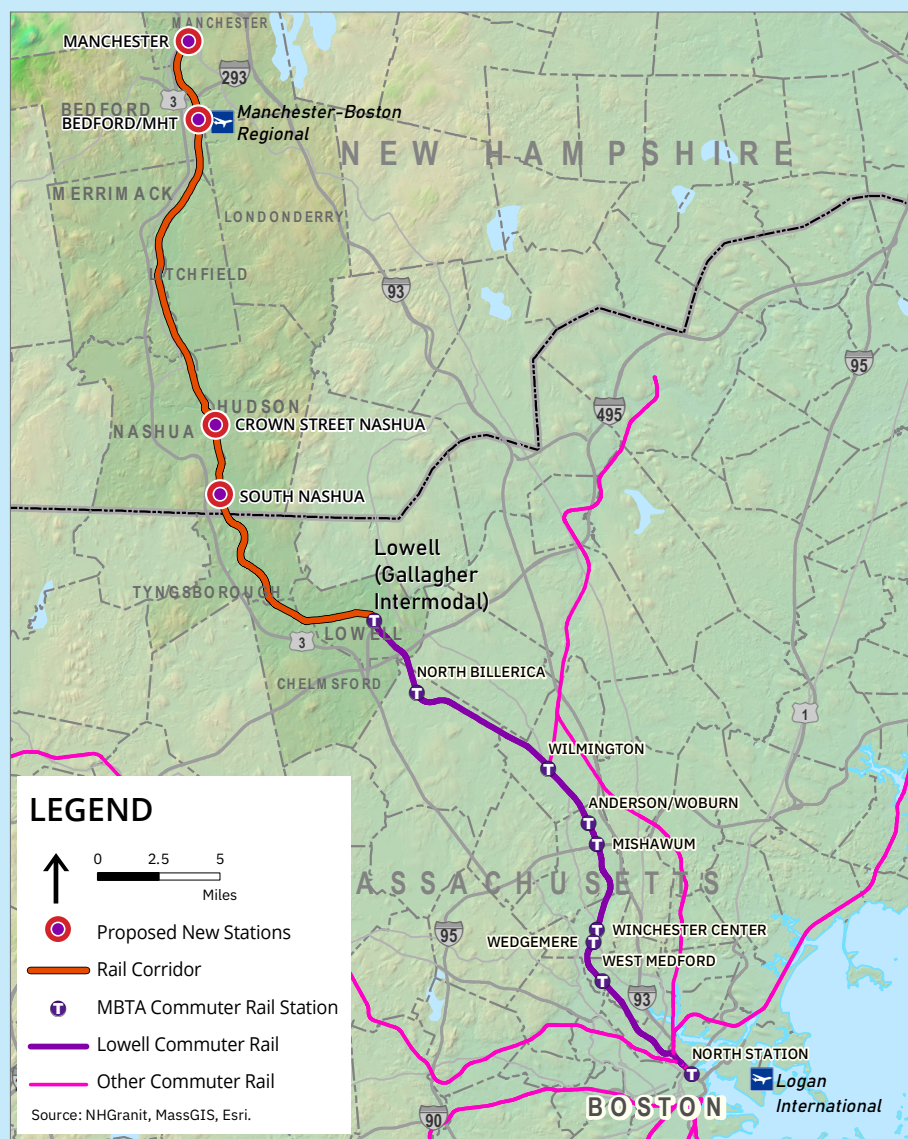 MANCHESTER
MANCHESTER
293
3
BEDFORD
BEDFORD/MHT
Manchester-Boston
Regional
NEW HAMPSHIRE
MERRIMACK
LONDONDERRY
LITCHFIELD
93
95
495
HUDSON
NASHUA
CROWN STREET NASHUA
SOUTH NASHUA
Lowell
(Gallagher
Intermodal)
TYNGSBOROUGH
T
LOWELL
3
CHELMSFORD
NORTH BILLERICA
T
1
WILMINGTON
T
ANDERSON/WOBURN
T
MISHAWUM
T
ASSACHUSETTS
WINCHESTER CENTER
T
WEDGEMERE
T
95
WEST MEDFORD
T
93
NORTH STATION
T
BOSTON
Logan
International
90
LEGEND
0 2.5 5
Miles
Proposed New Stations
Rail Corridor
T
MBTA Commuter Rail Station
Lowell Commuter Rail
Other Commuter Rail
Source: NHGranit, MassGIS, Esri.